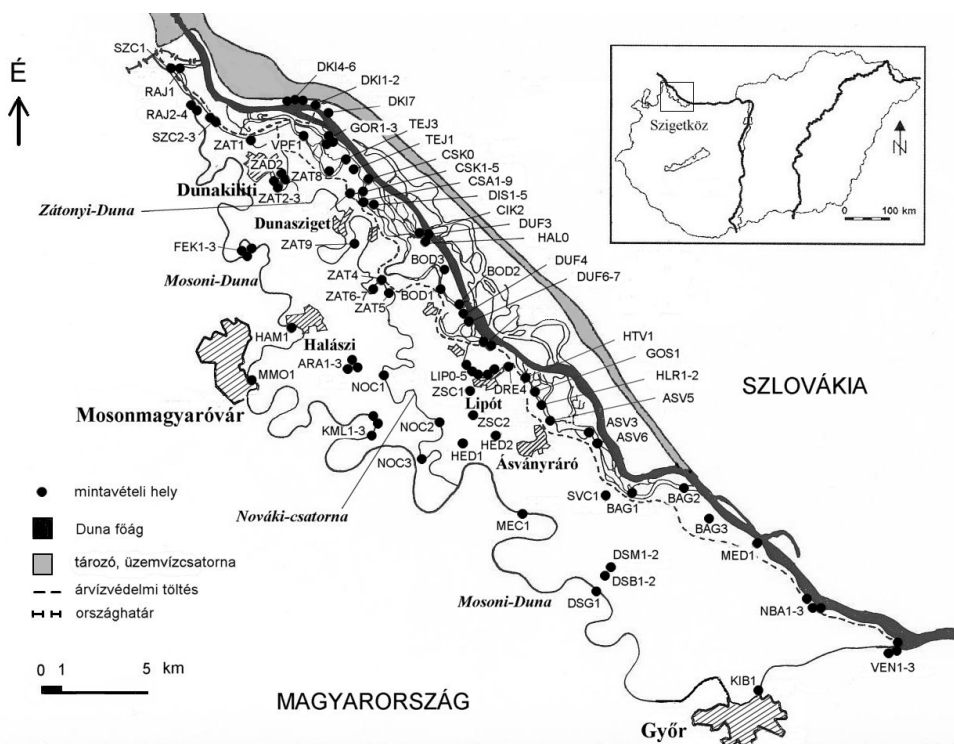 SZC1
É
RAJ1
RAJ2-4
SZC2-3
ZAT1
VPF1
DKI4-6
DKI1-2
DKI7
GOR1-3
TEJ3
TEJ1
CSK0
CSK1-5
CSA1-9
DIS1-5
CIK2
DUF3
HAL0
DUF4
DUF6-7
ZAD2
ZAT8
Dunakiliti
ZAT2-3
Zátonyi-Duna
Dunasziget
ZAT9
FEK1-3
Mosoni-Duna
ZAT4
ZAT6-7
ZAT5
BOD3
BOD1
BOD2
HAM1
Halászi
ARA1-3
MMO1
NOC1
Mosonmagyaróvár
LIP0-5
ZSC1
Lipót
DRE4
HTV1
GOS1
HLR1-2
ASV5
ASV3
ASV6
ZSC2
NOC2
KML1-3
HED2
HED1
Ásványráró
NOC3
Nováki-csatorna
SVC1
BAG1
BAG2
BAG3
MEC1
MED1
DSM1-2
DSB1-2
DSG1
Mosoni-Duna
NBA1-3
VEN1-3
KIB1
Győr
SZLOVÁKIA
MAGYARORSZÁG
Szigetköz
N
0 100 km
mintavételi hely
Duna föág
tározó, üzemvízcsatorna
árvízvédelmi töltés
országhatár
0 1 5 km